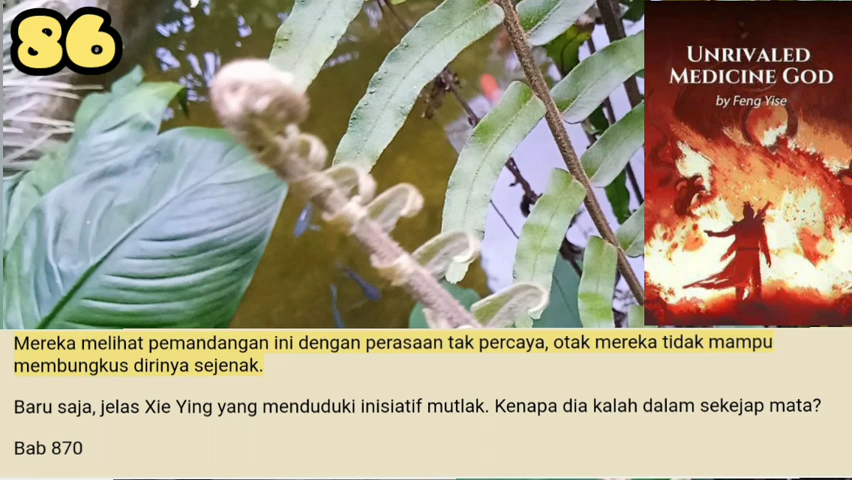 86
UNRIVALED
MEDICINE GOD
by Feng Yise
Mereka melihat pemandangan ini dengan perasaan tak percaya, otak mereka tidak mampu
membungkus dirinya sejenak.
Baru saja, jelas Xie Ying yang menduduki inisiatif mutlak. Kenapa dia kalah dalam sekejap mata?
Bab 870